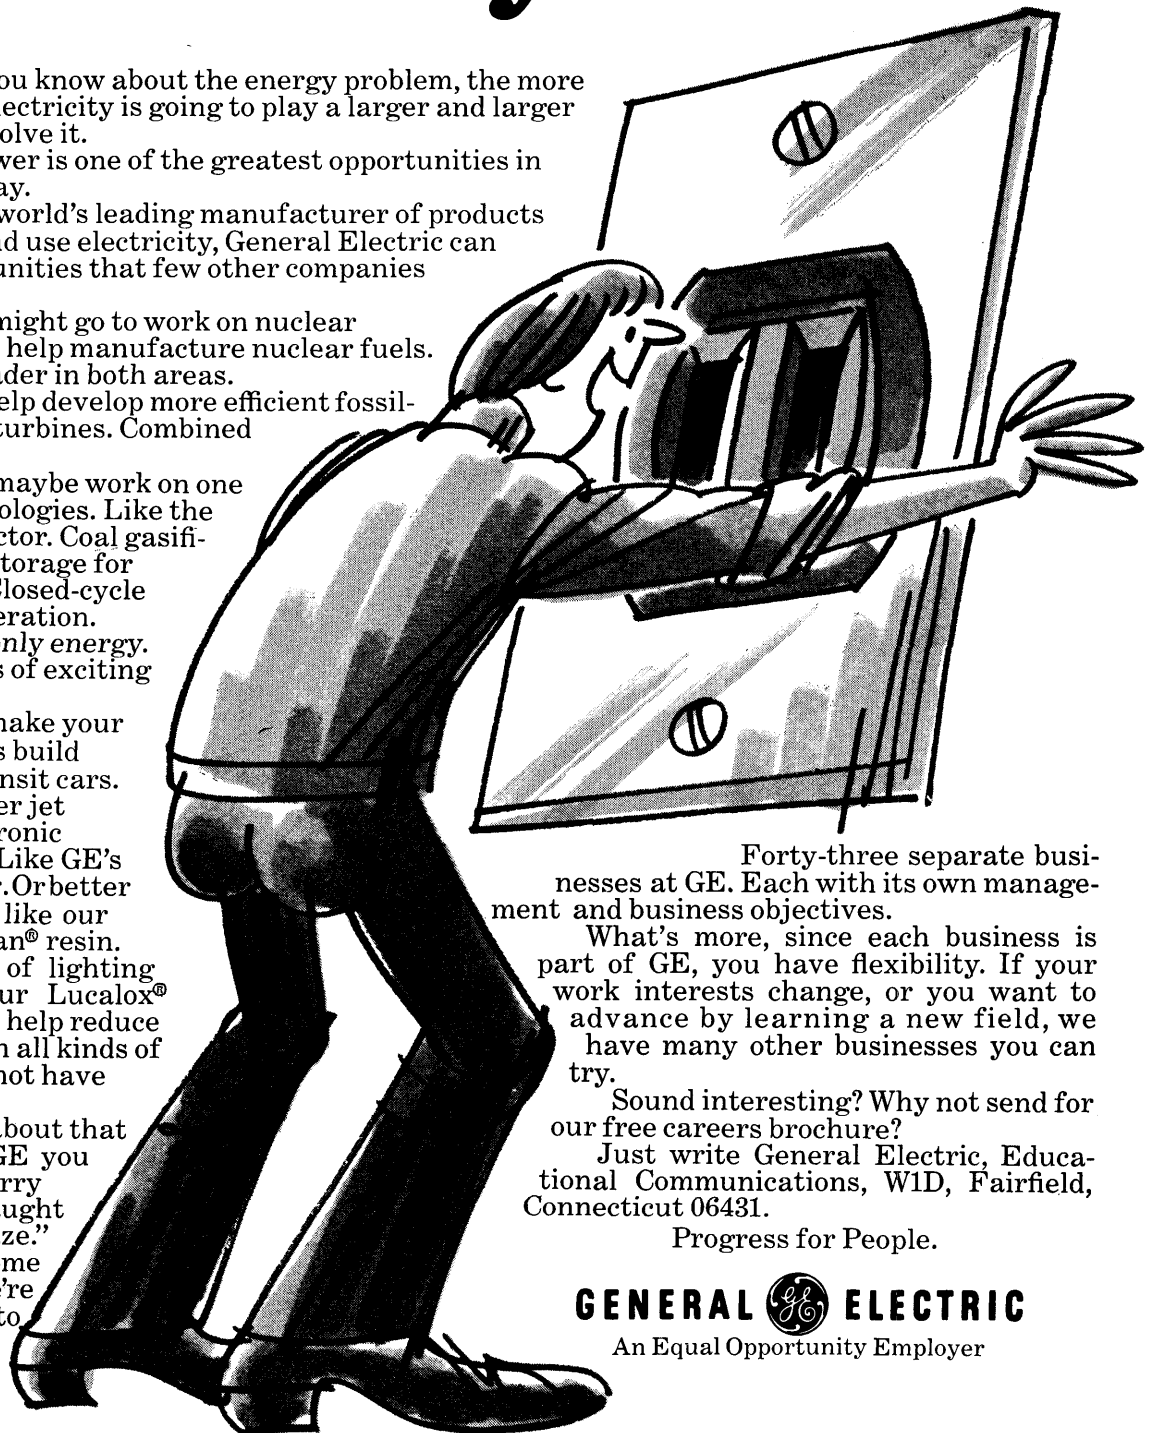 ou know about the energy problem, the more
lectricity is going to play a larger and larger
olve it.
wer is one of the greatest opportunities in
ay.
world's leading manufacturer of products
d use electricity, General Electric can
unities that few other companies
might go to work on nuclear
help manufacture nuclear fuels.
der in both areas.
elp develop more efficient fossil-
turbines. Combined
maybe work on one
ologies. Like the
ctor. Coal gasifi-
torage for
Closed-cycle
eration.
nly energy.
s of exciting
make your
s build
nsit cars.
er jet
ronic
Like GE's
r. Or better
like our
an® resin.
of lighting
ur Lucalox®
help reduce
n all kinds of
not have
about that
GE you
rry
ught
ze."
me
e're
to
Forty-three separate busi-
nesses at GE. Each with its own manage-
ment and business objectives.
What's more, since each business is
part of GE, you have flexibility. If your
work interests change, or you want to
advance by learning a new field, we
have many other businesses you can
try.
Sound interesting? Why not send for
our free careers brochure?
Just write General Electric, Educa-
tional Communications, W1D, Fairfield,
Connecticut 06431.
Progress for People.
GENERAL GE ELECTRIC
An Equal Opportunity Employer